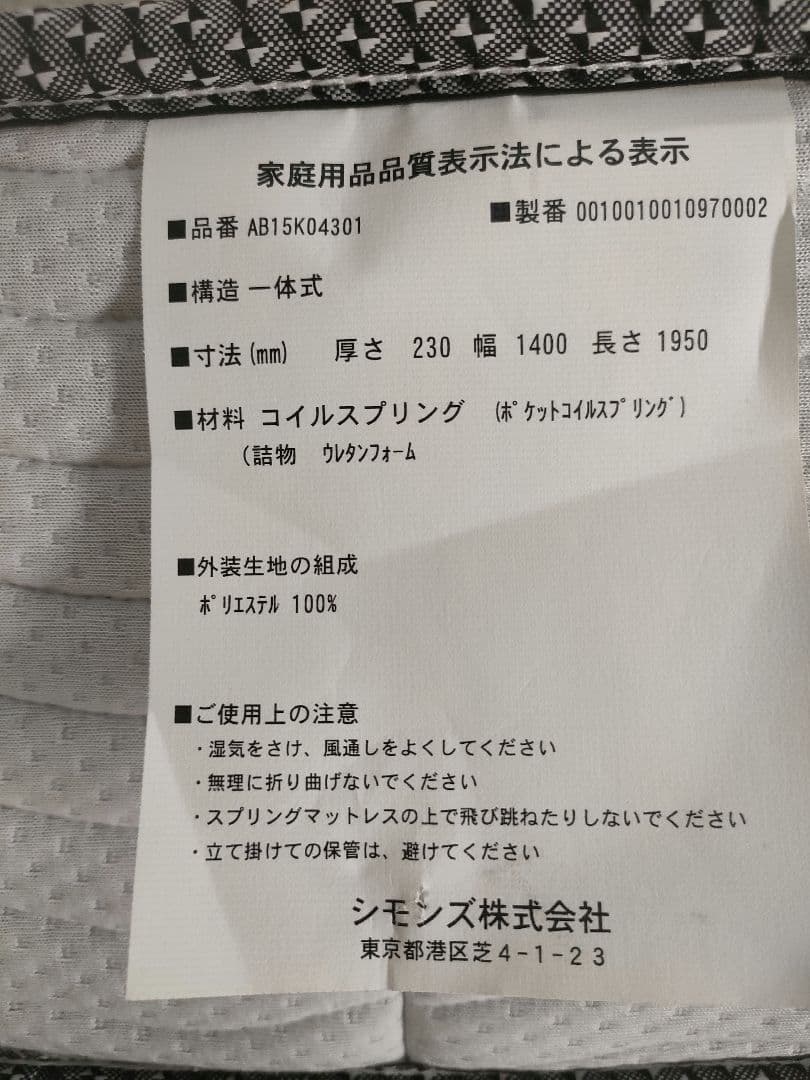 家庭用品品質表示法による表示
■品番 AB15K04301 ■製番 0010010010970002
■構造 一体式
■寸法(mm) 厚さ 230 幅 1400 長さ 1950
■材料 コイルスプリング (ﾎﾟｹｯﾄｺｲﾙｽﾌﾟﾘﾝｸﾞ)
(詰物 ｳﾚﾀﾝﾌｫｰﾑ
■外装生地の組成
ﾎﾟﾘｴｽﾃﾙ 100%
■ご使用上の注意
・湿気をさけ、風通しをよくしてください
・無理に折り曲げないでください
・スプリングマットレスの上で飛び跳ねたりしないでください
・立て掛けての保管は、避けてください
シモンズ株式会社
東京都港区芝4-1-23